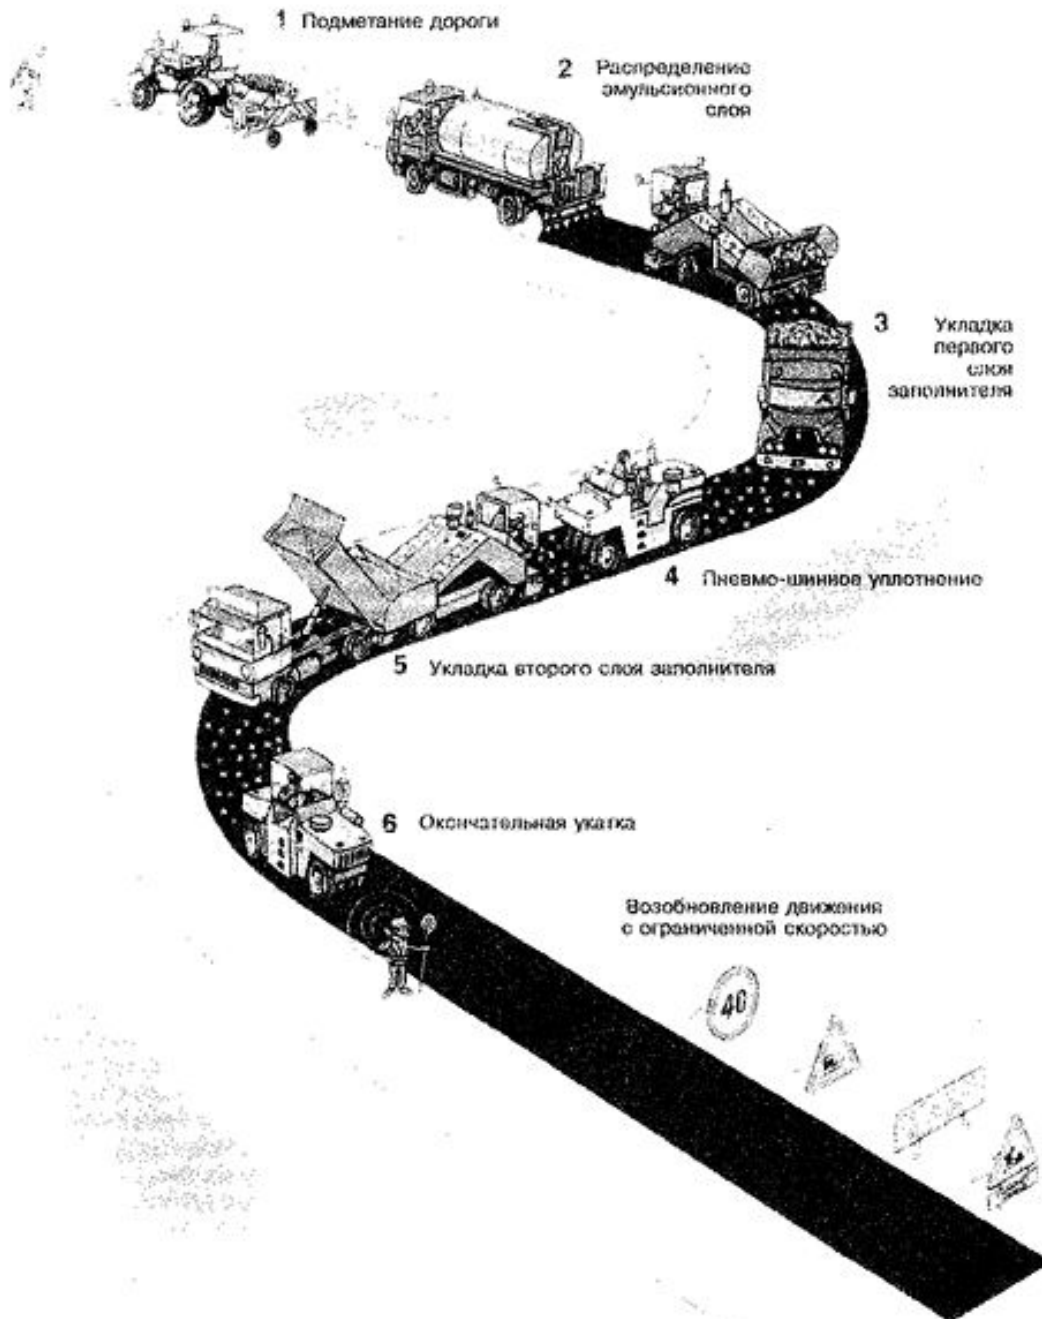 1 Подметание дороги
2 Распределение
эмульсионного
слоя
3 Укладка
первого
слоя
заполнителя
4 Пневмо-шинное уплотнение
5 Укладка второго слоя заполнителя
6 Окончательная укатка
Возобновление движения
с ограниченной скоростью
40